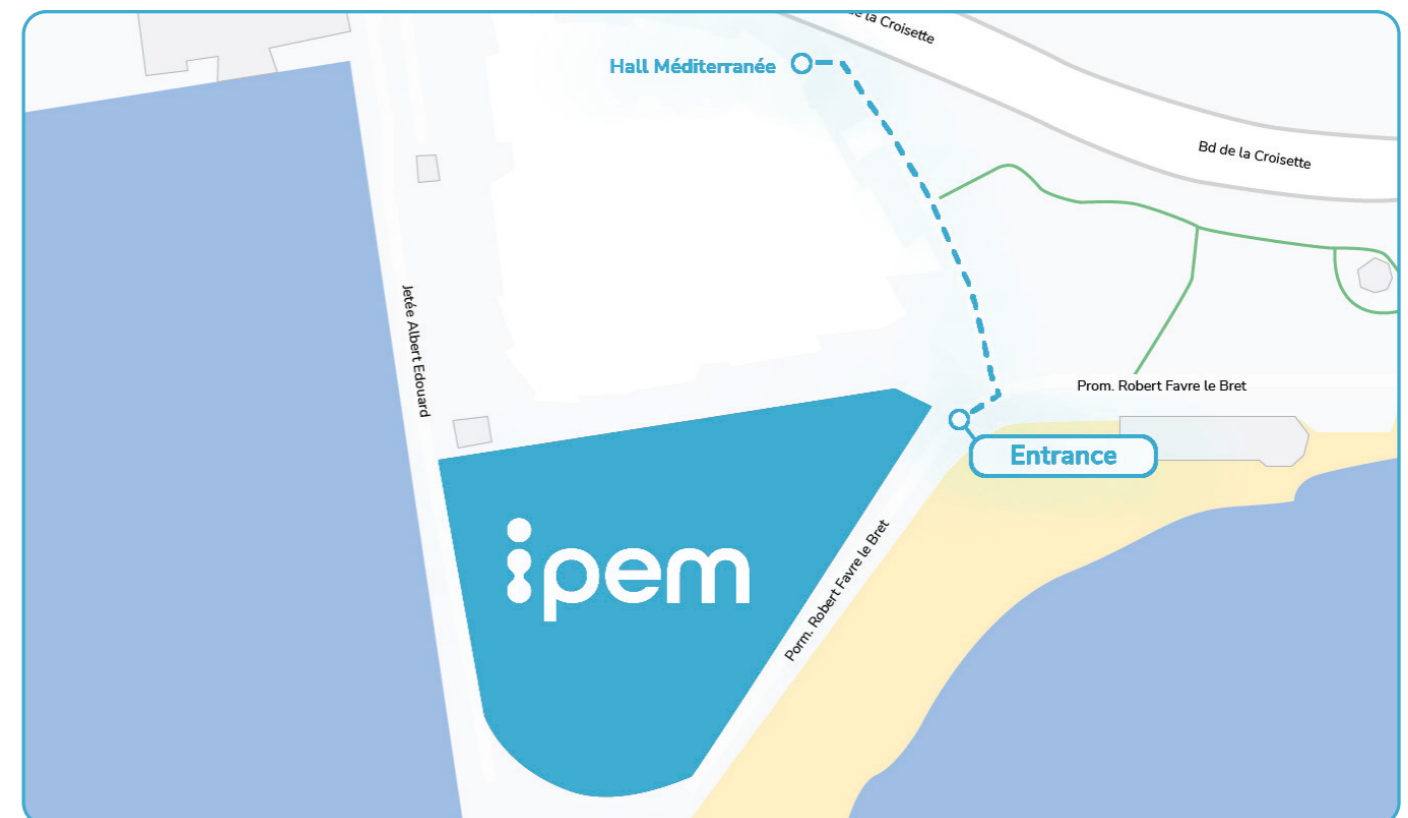 de la Croisette
Hall Méditerranée
Bd de la Croisette
Jetée Albert Edouard
Prom. Robert Favre le Bret
Entrance
ipem
Porm. Robert Favre le Bret